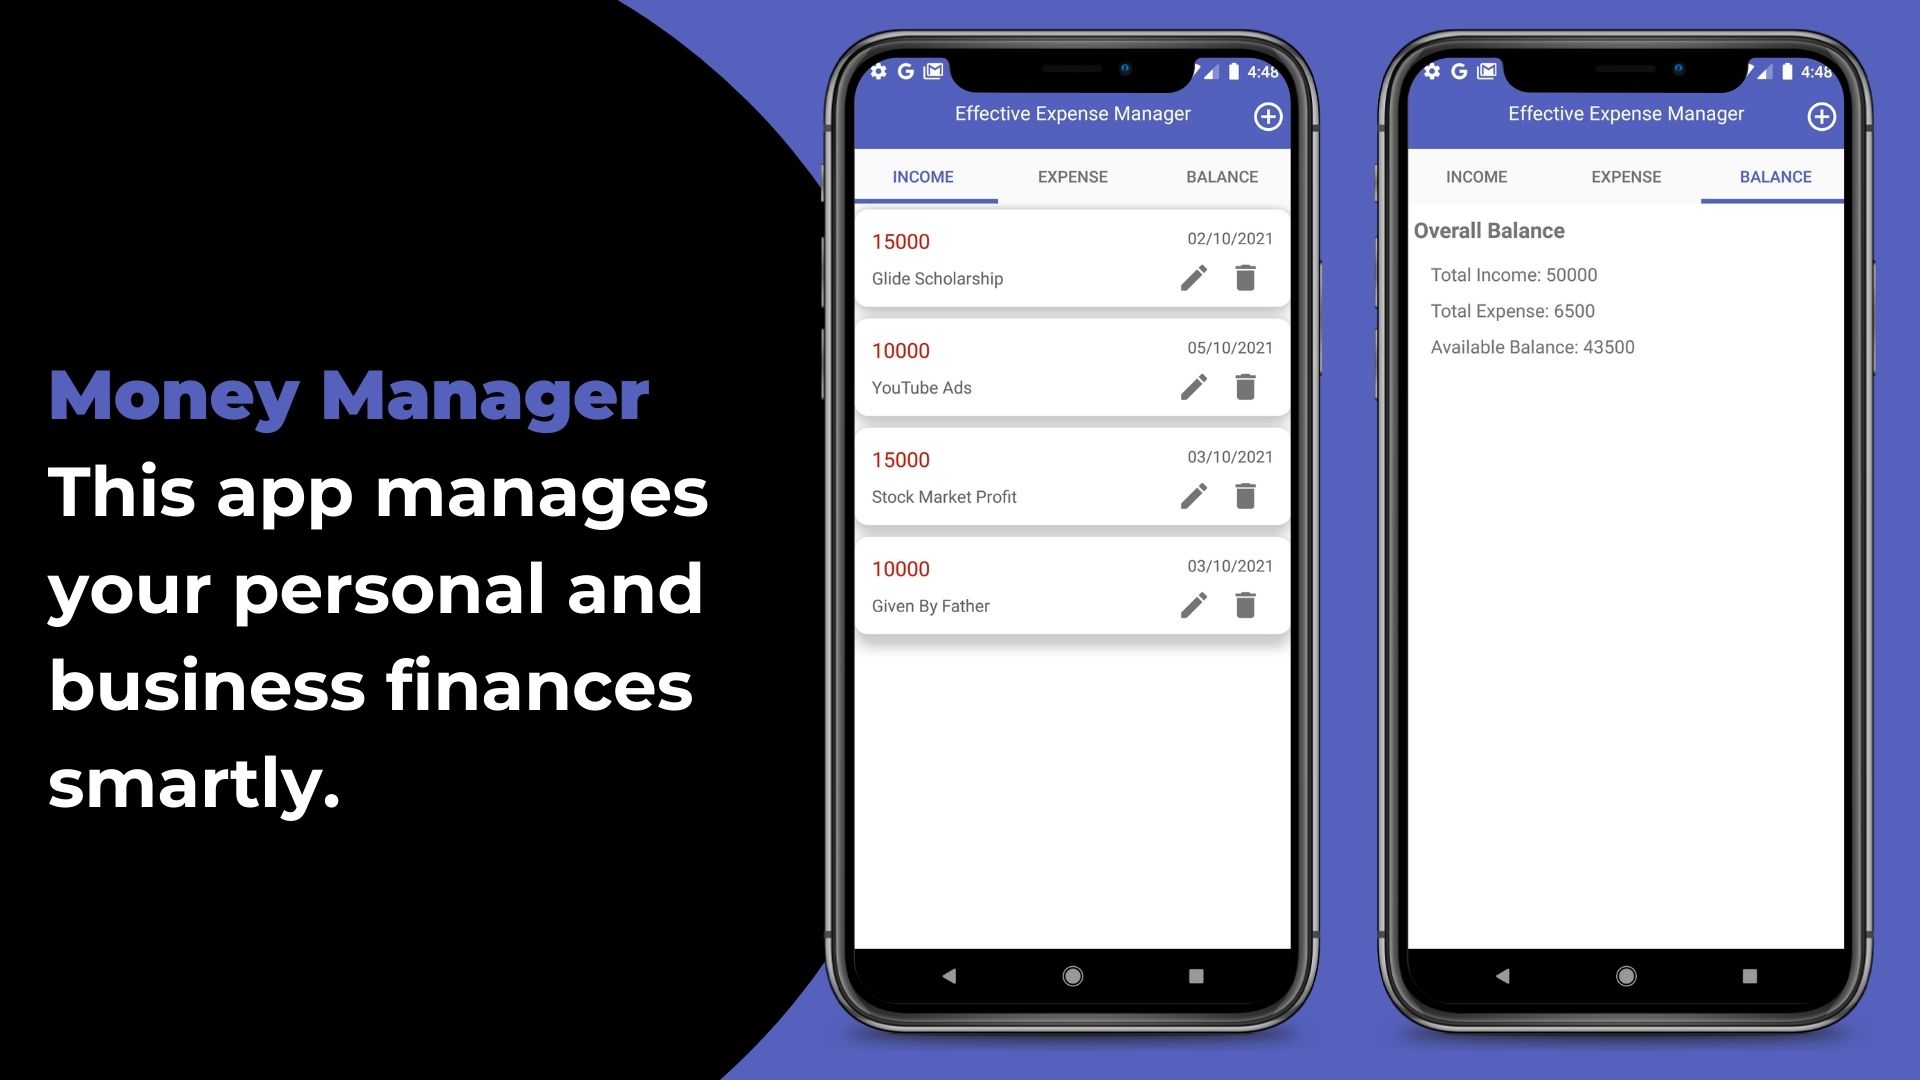 Money Manager
This app manages
your personal and
business finances
smartly.
4:48
Effective Expense Manager
INCOME EXPENSE BALANCE
15000 02/10/2021
Glide Scholarship
10000 05/10/2021
YouTube Ads
15000 03/10/2021
Stock Market Profit
10000 03/10/2021
Given By Father
4:48
Effective Expense Manager
INCOME EXPENSE BALANCE
Overall Balance
Total Income: 50000
Total Expense: 6500
Available Balance: 43500